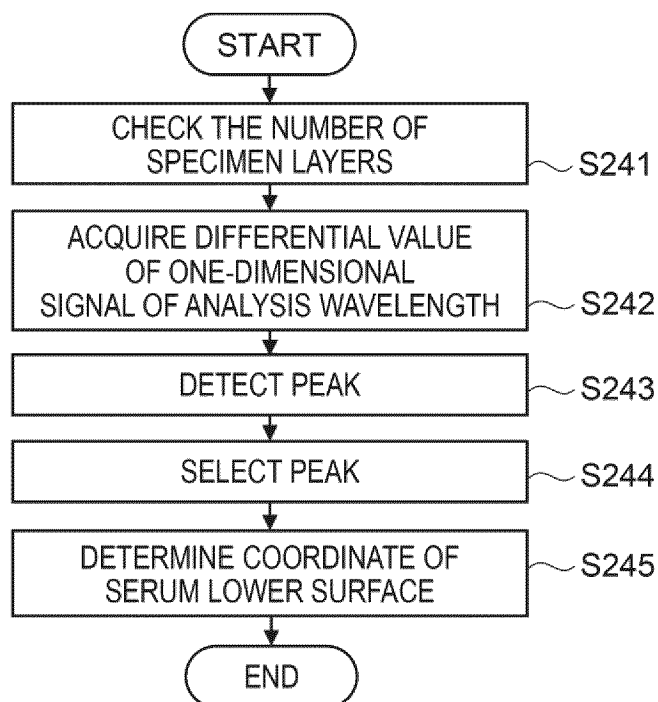 START
CHECK THE NUMBER OF
SPECIMEN LAYERS
S241
ACQUIRE DIFFERENTIAL VALUE
OF ONE-DIMENSIONAL
SIGNAL OF ANALYSIS WAVELENGTH
S242
DETECT PEAK
S243
SELECT PEAK
S244
DETERMINE COORDINATE OF
SERUM LOWER SURFACE
S245
END